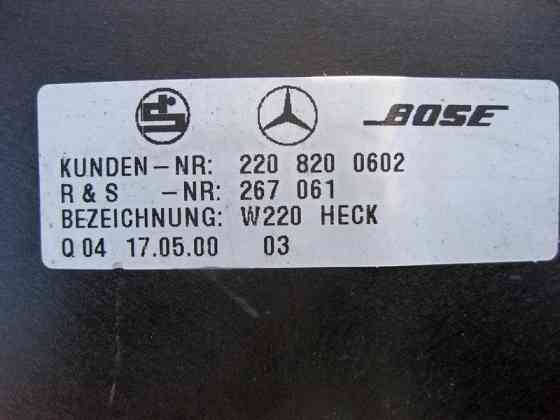 BOSE
KUNDEN-NR: 220 820 0602
R & S -NR: 267 061
BEZEICHNUNG: W220 HECK
Q 04 17.05.00 03